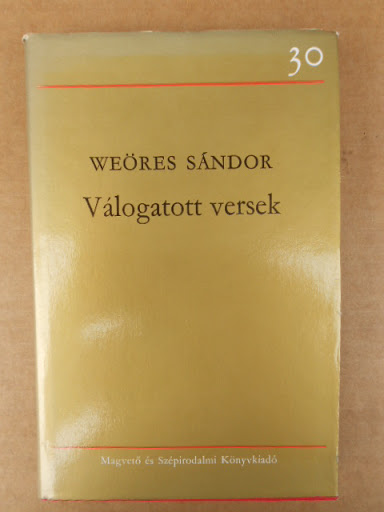 30
WEÖRES SÁNDOR
Válogatott versek
Magvető és Szépirodalmi Könyvkiadó